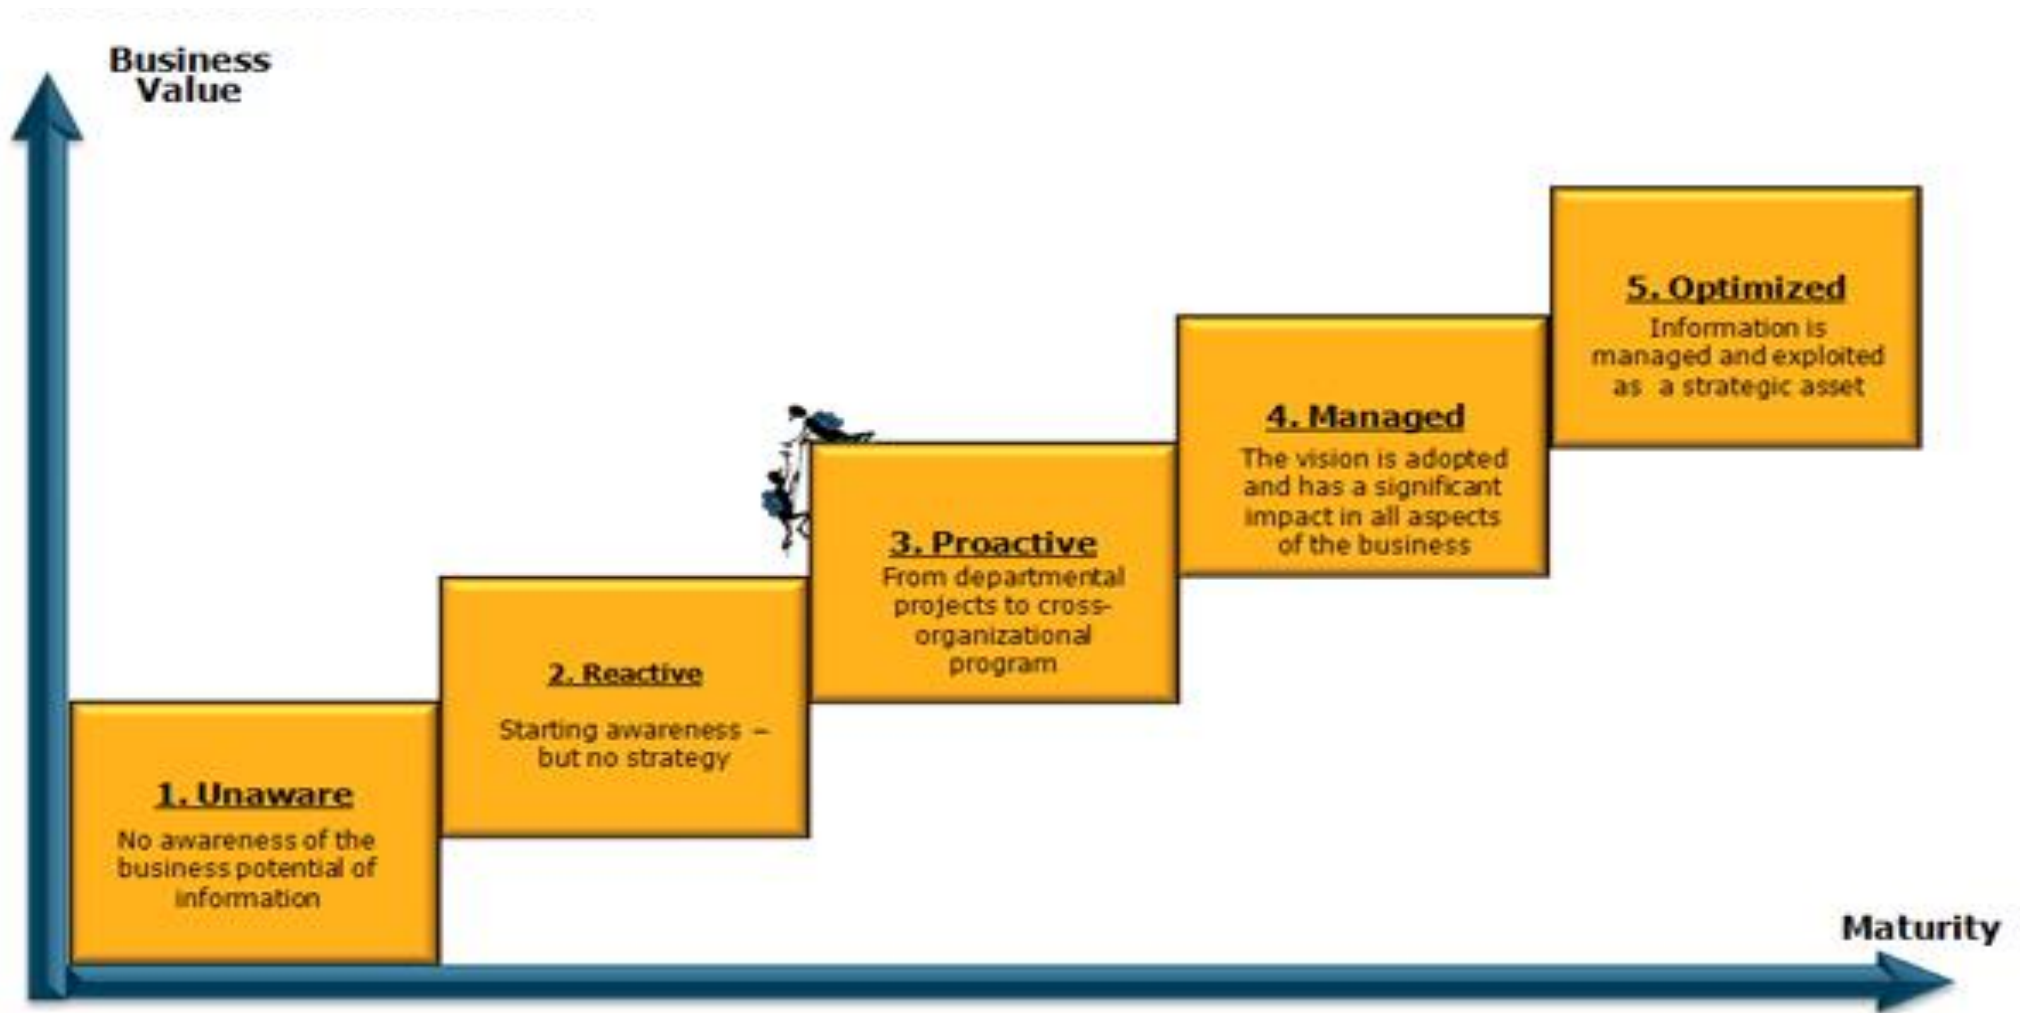 Business
Value
5. Optimized
Information is
managed and exploited
as a strategic asset
4. Managed
The vision is adopted
and has a significant
impact in all aspects
of the business
3. Proactive
From departmental
projects to cross-
organizational
program
2. Reactive
Starting awareness –
but no strategy
1. Unaware
No awareness of the
business potential of
information
Maturity